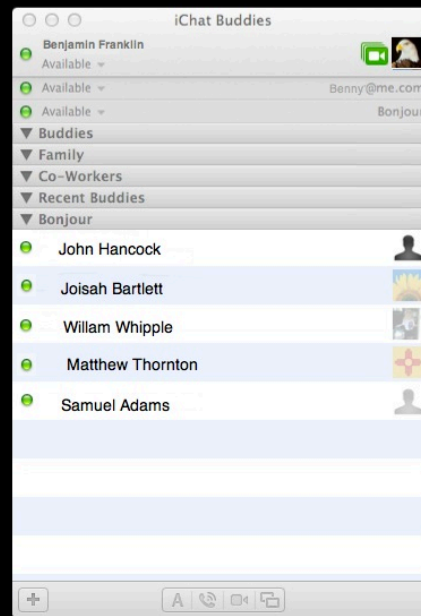 iChat Buddies
Benjamin Franklin
Available
Available Benny@me.com
Available Bonjour
Buddies
Family
Co-Workers
Recent Buddies
Bonjour
John Hancock
Joisah Bartlett
Willam Whipple
Matthew Thornton
Samuel Adams
A